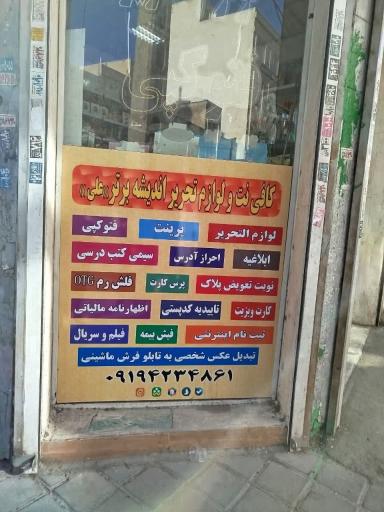 کافی نت و لوازم تحریر اندیشه برتر «علی»
لوازم التحریر پرینت فتوکپی
ابلاغیه احراز آدرس سیمی کتب درسی
نوبت تعویض پلاک پرس کارت فلش رم OTG
کارت ویزیت تاییدیه کدپستی اظهارنامه مالیاتی
ثبت نام اینترنتی فیش بیمه فیلم و سریال
تبدیل عکس شخصی به تابلو فرش ماشینی
۰۹۱۹۴۲۳۴۸۶۱